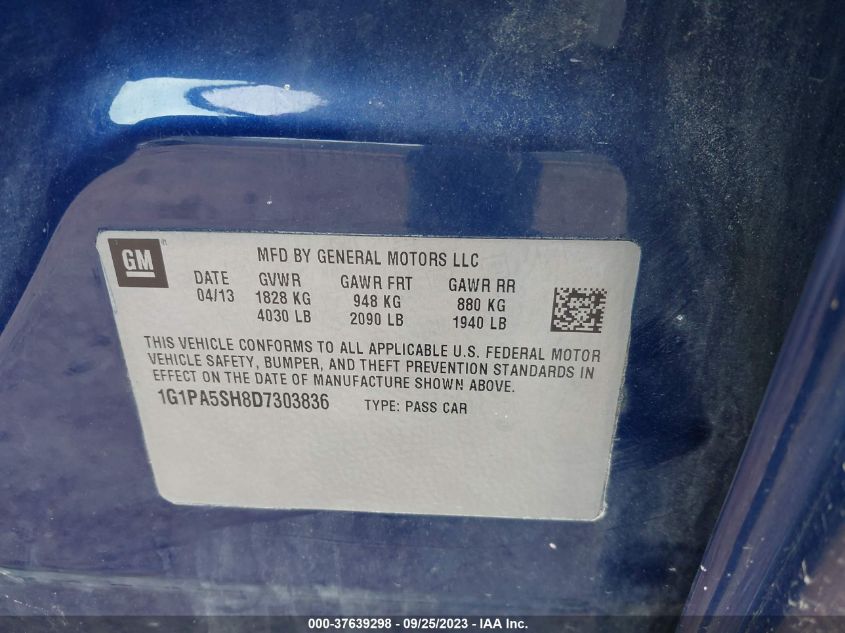 GM
MFD BY GENERAL MOTORS LLC
DATE GVWR GAWR FRT GAWR RR
04/13 1828 KG 948 KG 880 KG
4030 LB 2090 LB 1940 LB
THIS VEHICLE CONFORMS TO ALL APPLICABLE U.S. FEDERAL MOTOR
VEHICLE SAFETY, BUMPER, AND THEFT PREVENTION STANDARDS IN
EFFECT ON THE DATE OF MANUFACTURE SHOWN ABOVE.
1G1PA5SH8D7303836 TYPE: PASS CAR
000-37639298 - 09/25/2023 - IAA Inc.